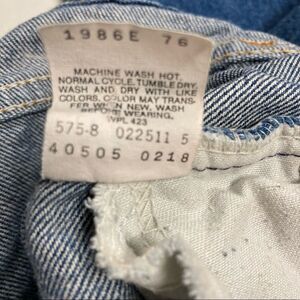 1986E 76
MACHINE WASH HOT.
NORMAL CYCLE. TUMBLE DRY.
WASH AND DRY WITH LIKE
COLORS. COLOR MAY TRANS-
FER WHEN NEW. WASH
BEFORE WEARING.
WPL 423
575-8 022511 5
40505 0218